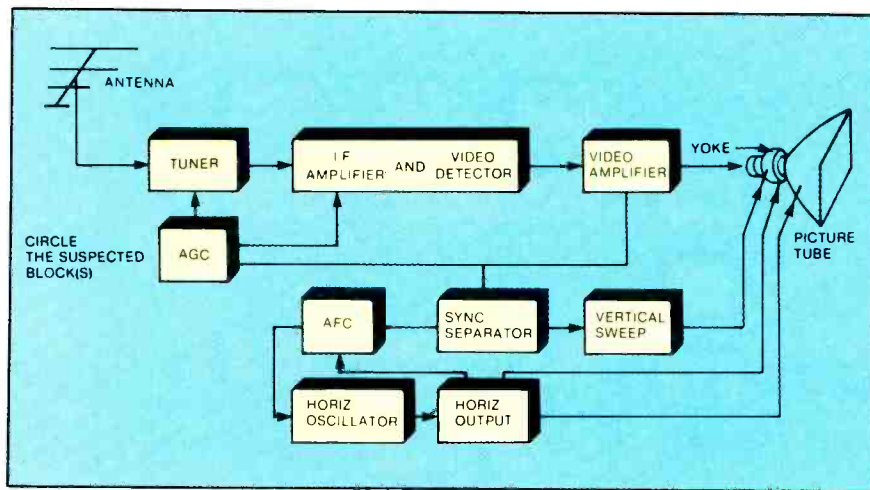 ANTENNA
TUNER
I F
AMPLIFIER AND VIDEO
DETECTOR
VIDEO
AMPLIFIER
YOKE
PICTURE
TUBE
CIRCLE
THE SUSPECTED
BLOCK(S)
AGC
AFC
SYNC
SEPARATOR
VERTICAL
SWEEP
HORIZ
OSCILLATOR
HORIZ
OUTPUT